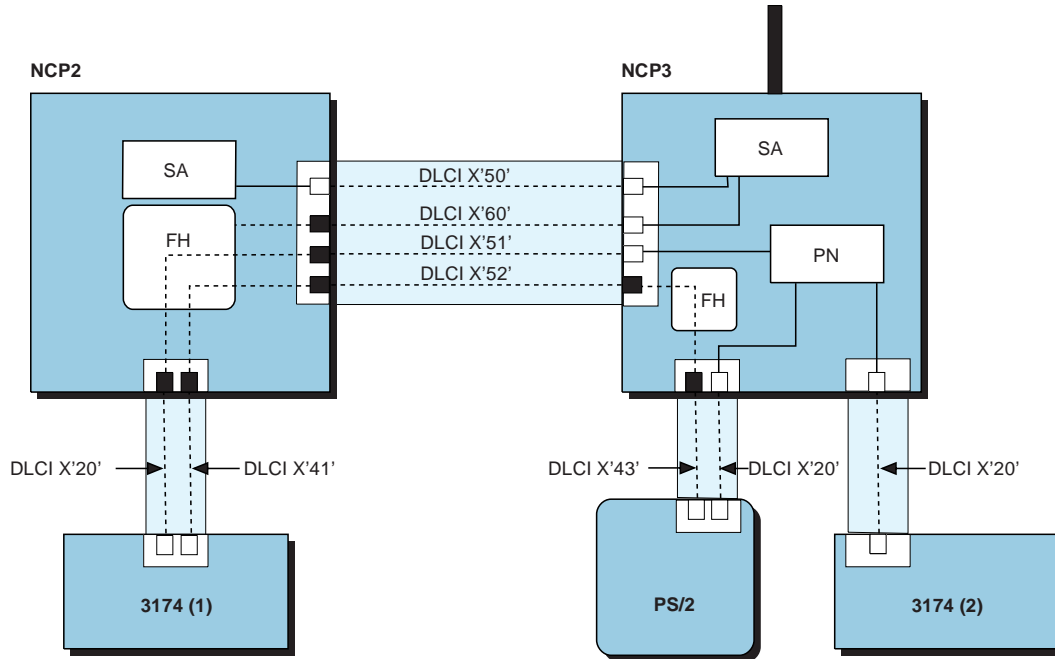 NCP2
NCP3
SA
SA
DLCI X’50’
DLCI X’60’
FH
DLCI X’51’
PN
DLCI X’52’
FH
DLCI X’20’
DLCI X’41’
DLCI X’43’
DLCI X’20’
DLCI X’20’
3174 (1)
PS/2
3174 (2)